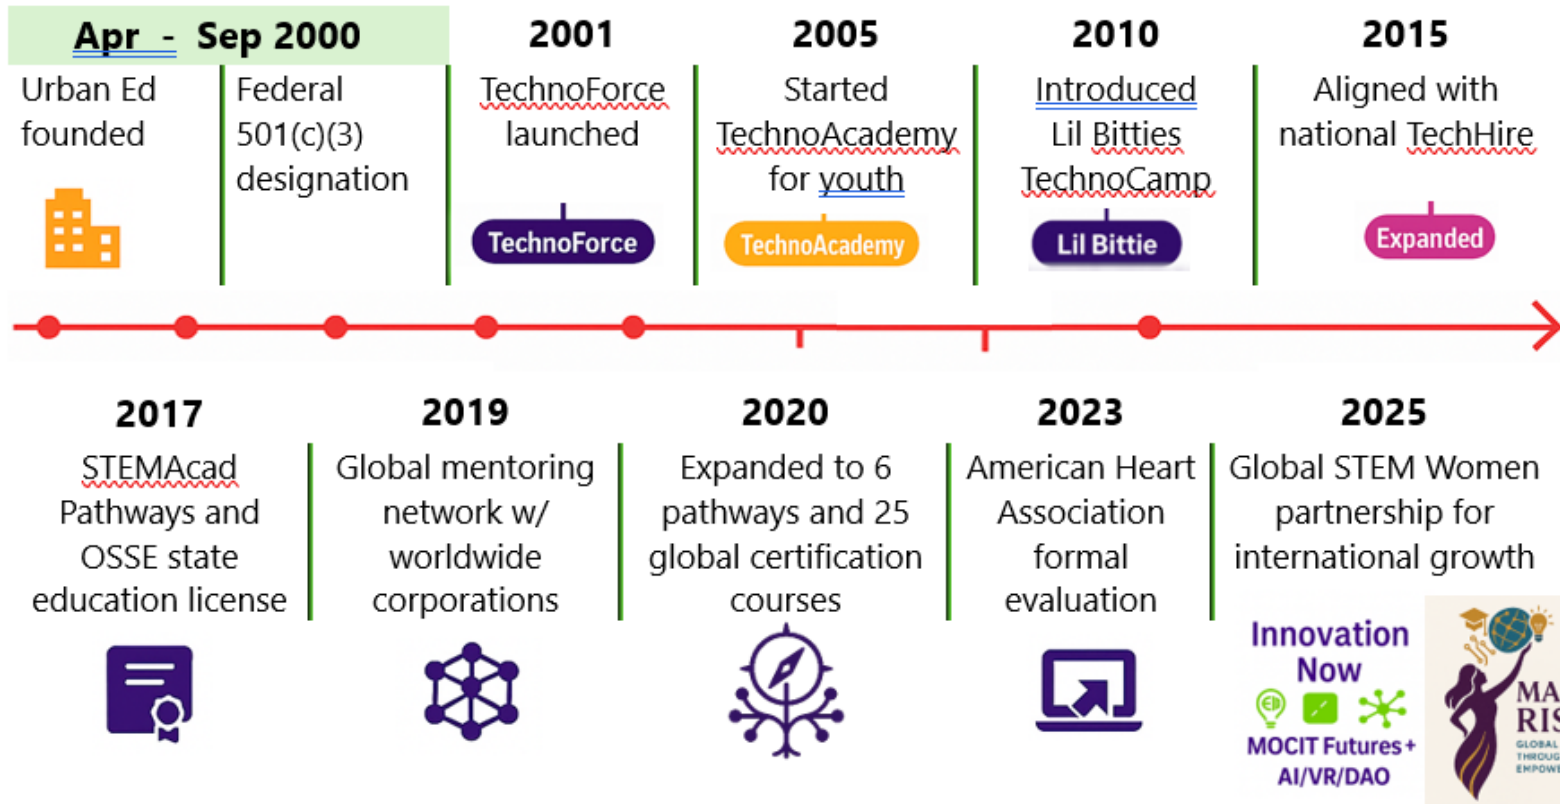 Apr - Sep 2000
Urban Ed
founded
Federal
501(c)(3)
designation
2001
TechnoForce
launched
TechnoForce
2005
Started
TechnoAcademy
for youth
TechnoAcademy
2010
Introduced
Lil Bitties
TechnoCamp
Lil Bittie
2015
Aligned with
national TechHire
Expanded
2017
STEMAcad
Pathways and
OSSE state
education license
2019
Global mentoring
network w/
worldwide
corporations
2020
Expanded to 6
pathways and 25
global certification
courses
2023
American Heart
Association
formal
evaluation
2025
Global STEM Women
partnership for
international growth
Innovation
Now
MOCIT Futures+
AI/VR/DAO
GLOBAL